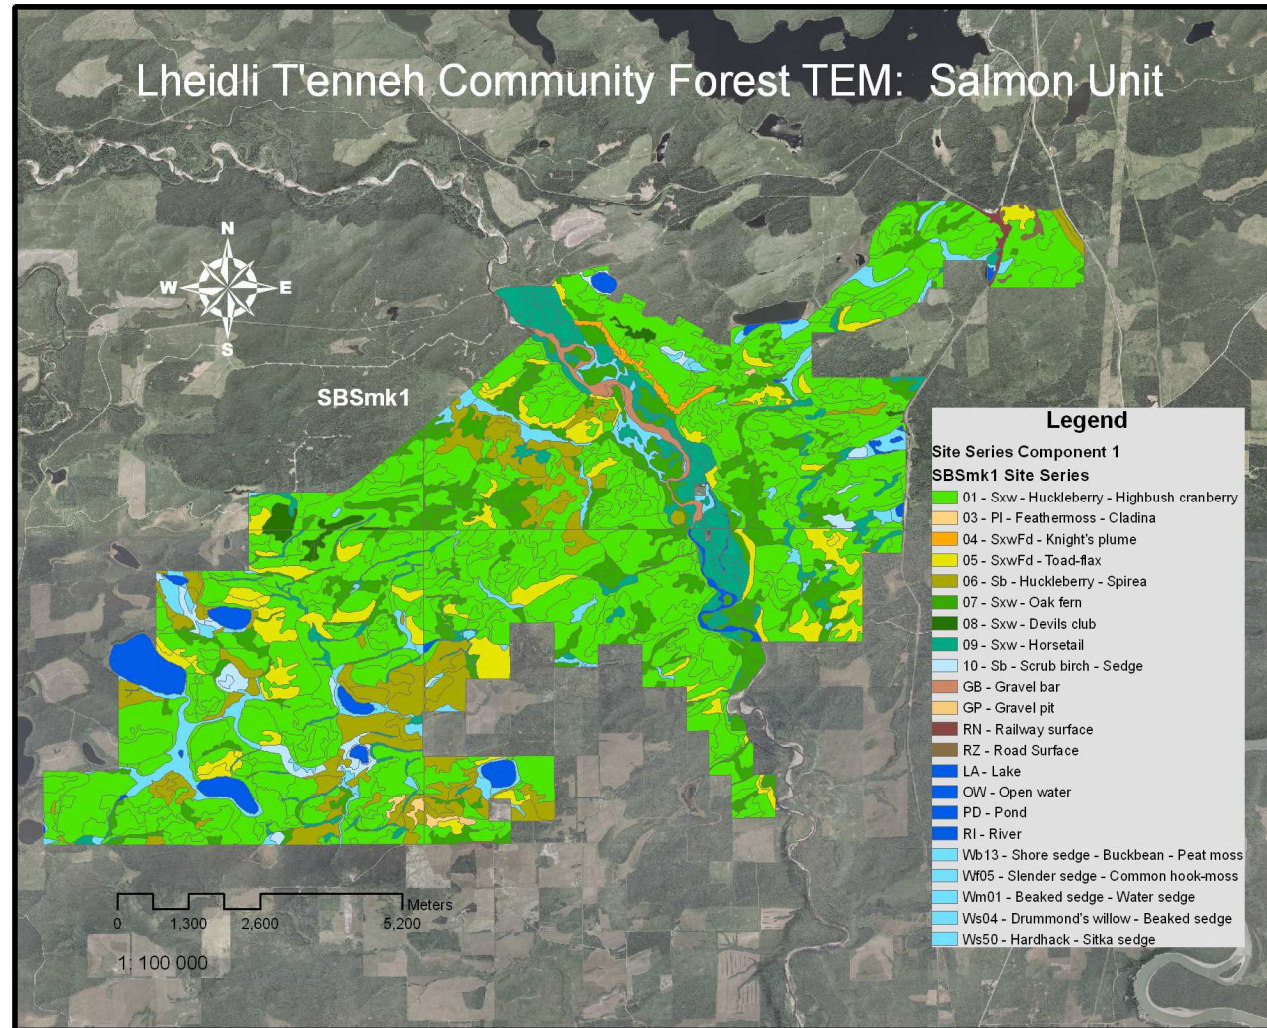 Lheidli T'enneh Community Forest TEM:  Salmon Unit
N
W E
S
SBSmk1
Legend
Site Series Component 1
SBSmk1 Site Series
01 - Sxw - Huckleberry - Highbush cranberry
03 - Pl - Feathermoss - Cladina
04 - SxwFd - Knight's plume
05 - SxwFd - Toad-flax
06 - Sb - Huckleberry - Spirea
07 - Sxw - Oak fern
08 - Sxw - Devils club
09 - Sxw - Horsetail
10 - Sb - Scrub birch - Sedge
GB - Gravel bar
GP - Gravel pit
RN - Railway surface
RZ - Road Surface
LA - Lake
OW - Open water
PD - Pond
RI - River
Wb13 - Shore sedge - Buckbean - Peat moss
Wf05 - Slender sedge - Common hook-moss
Wm01 - Beaked sedge - Water sedge
Ws04 - Drummond's willow - Beaked sedge
Ws50 - Hardhack - Sitka sedge
Meters
0 1,300 2,600 5,200
1: 100 000